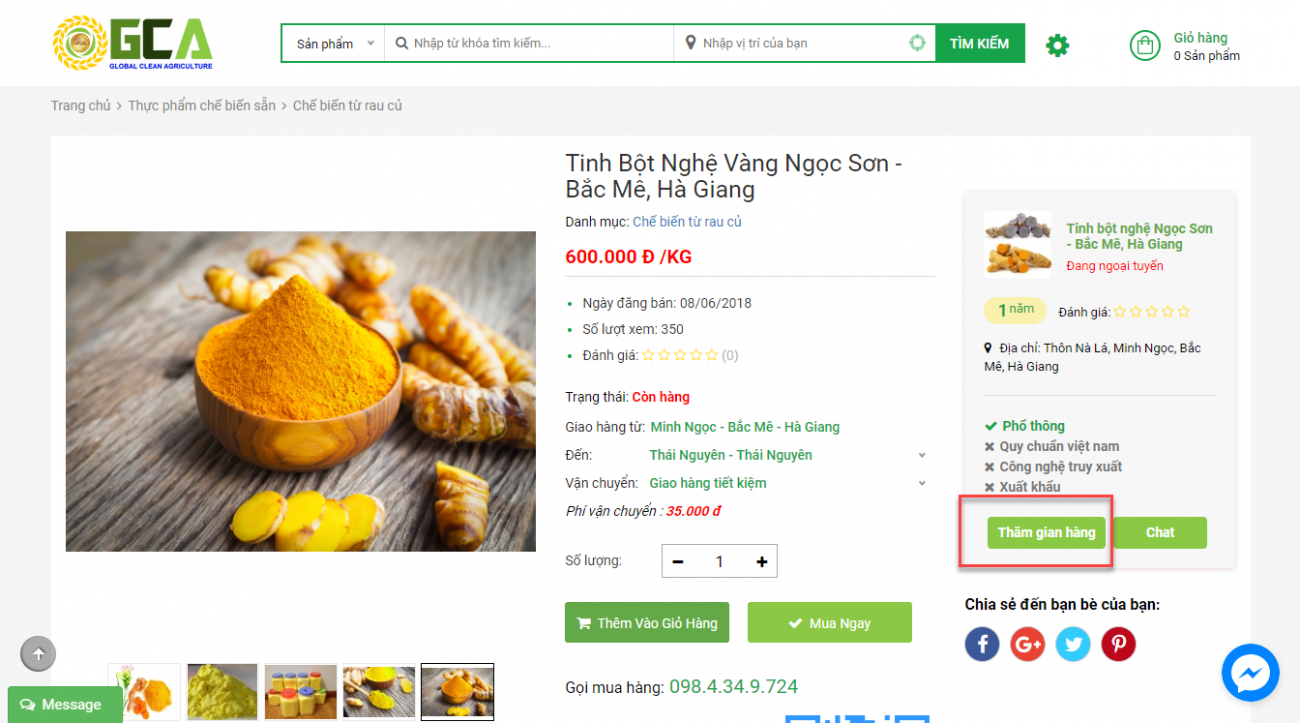 GCA
GLOBAL CLEAN AGRICULTURE
Sản phẩm
Nhập từ khóa tìm kiếm...
Nhập vị trí của bạn
TÌM KIẾM
Giỏ hàng
0 Sản phẩm
Trang chủ > Thực phẩm chế biến sẵn > Chế biến từ rau củ
Tinh Bột Nghệ Vàng Ngọc Sơn -
Bắc Mê, Hà Giang
Danh mục: Chế biến từ rau củ
600.000 Đ /KG
Ngày đăng bán: 08/06/2018
Số lượt xem: 350
Đánh giá: (0)
Trạng thái: Còn hàng
Giao hàng từ: Minh Ngọc - Bắc Mê - Hà Giang
Đến: Thái Nguyên - Thái Nguyên
Vận chuyển: Giao hàng tiết kiệm
Phí vận chuyển : 35.000 đ
Số lượng: 1
Thêm Vào Giỏ Hàng
Mua Ngay
Gọi mua hàng: 098.4.34.9.724
Tinh bột nghệ Ngọc Sơn
- Bắc Mê, Hà Giang
Đang ngoại tuyến
1 năm
Đánh giá:
Địa chỉ: Thôn Nà Lá, Minh Ngọc, Bắc
Mê, Hà Giang
Phổ thông
Quy chuẩn việt nam
Công nghệ truy xuất
Xuất khẩu
Thăm gian hàng
Chat
Chia sẻ đến bạn bè của bạn:
Message